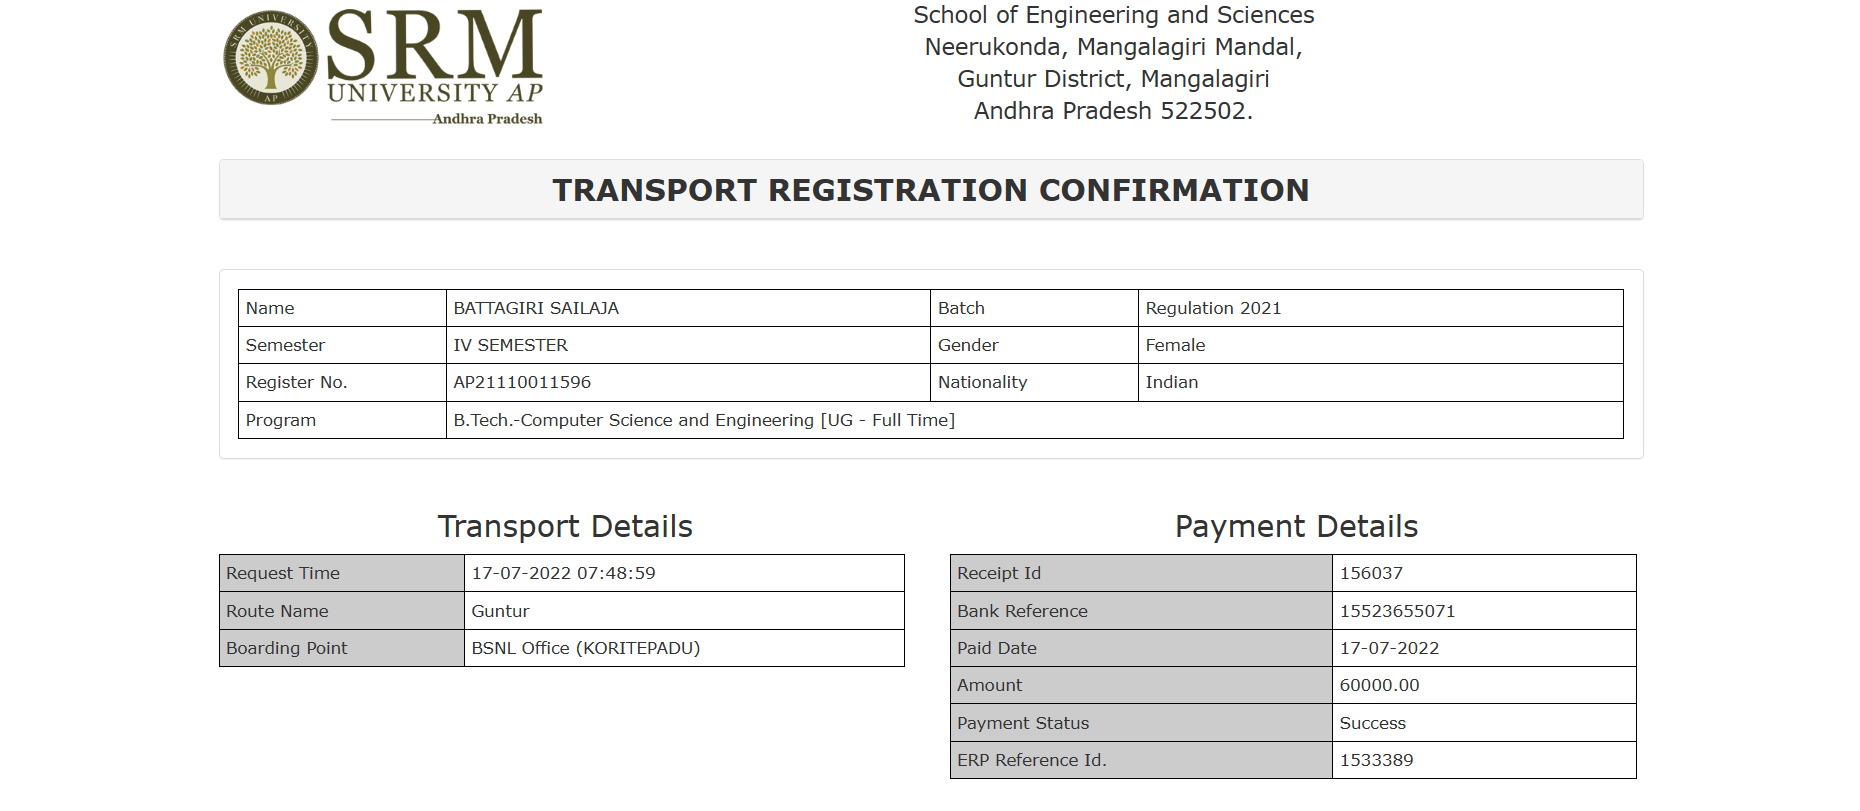 SRM UNIVERSITY
AP
SRM
UNIVERSITY AP
Andhra Pradesh
School of Engineering and Sciences
Neerukonda, Mangalagiri Mandal,
Guntur District, Mangalagiri
Andhra Pradesh 522502.
TRANSPORT REGISTRATION CONFIRMATION
Name BATTAGIRI SAILAJA Batch Regulation 2021
Semester IV SEMESTER Gender Female
Register No. AP21110011596 Nationality Indian
Program B.Tech.-Computer Science and Engineering [UG - Full Time]
Transport Details
Request Time 17-07-2022 07:48:59
Route Name Guntur
Boarding Point BSNL Office (KORITEPADU)
Payment Details
Receipt Id 156037
Bank Reference 15523655071
Paid Date 17-07-2022
Amount 60000.00
Payment Status Success
ERP Reference Id. 1533389